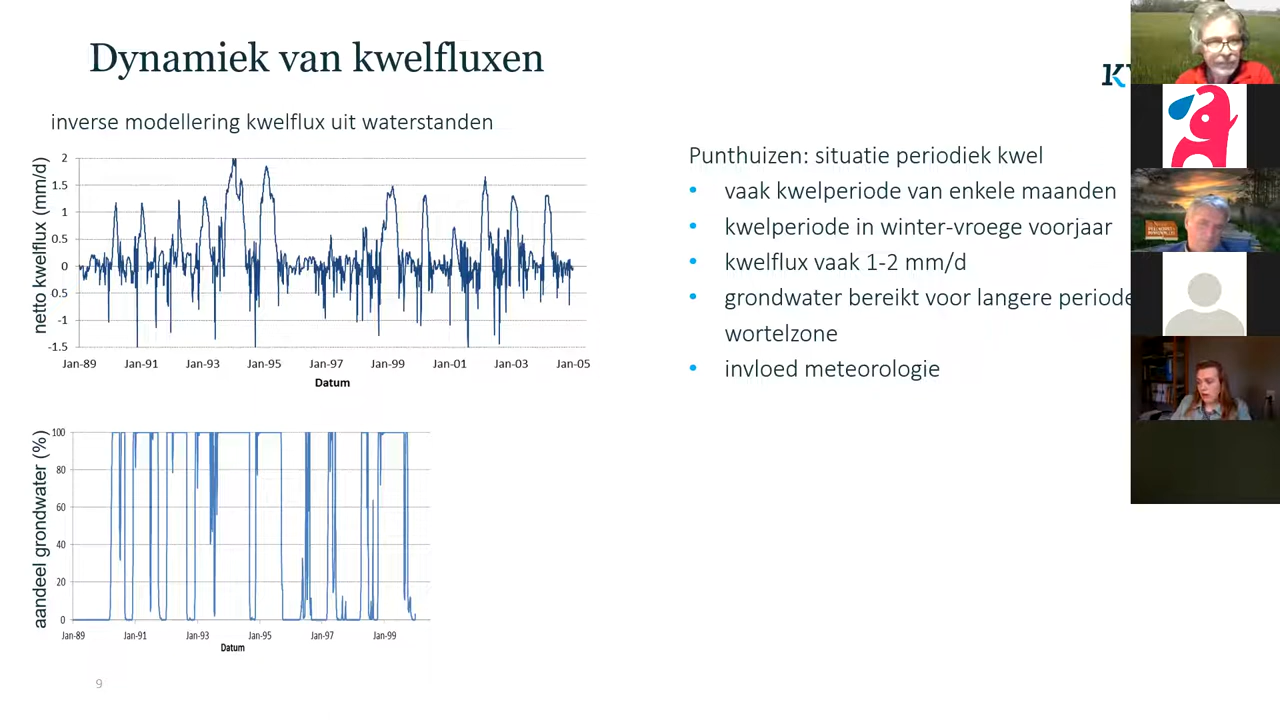 Dynamiek van kwelfluxen
inverse modellering kwelflux uit waterstanden
netto kwelflux (mm/d)
2
1.5
1
0.5
0
0.5
-1
-1.5
Jan-89 Jan-91 Jan-93 Jan-95 Jan-97 Jan-99 Jan-01 Jan-03 Jan-05
Datum
aandeel grondwater (%)
100
80
60
40
20
0
Jan-89 Jan-91 Jan-93 Jan-95 Jan-97 Jan-99
Datum
9
Punthuizen: situatie periodiek kwel
• vaak kwelperiode van enkele maanden
• kwelperiode in winter-vroege voorjaar
• kwelflux vaak 1-2 mm/d
• grondwater bereikt voor langere periode
wortelzone
• invloed meteorologie